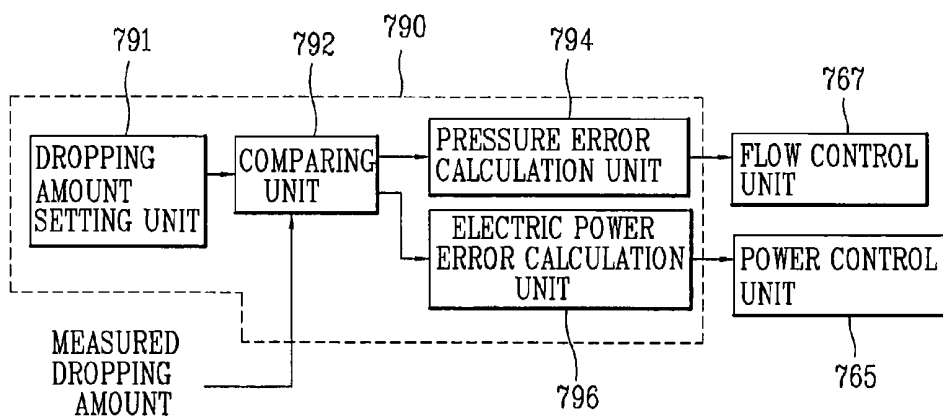 791
792
790
794
767
DROPPING
AMOUNT
SETTING UNIT
COMPARING
UNIT
PRESSURE ERROR
CALCULATION UNIT
FLOW CONTROL
UNIT
ELECTRIC POWER
ERROR CALCULATION
UNIT
POWER CONTROL
UNIT
MEASURED
DROPPING
AMOUNT
796
765